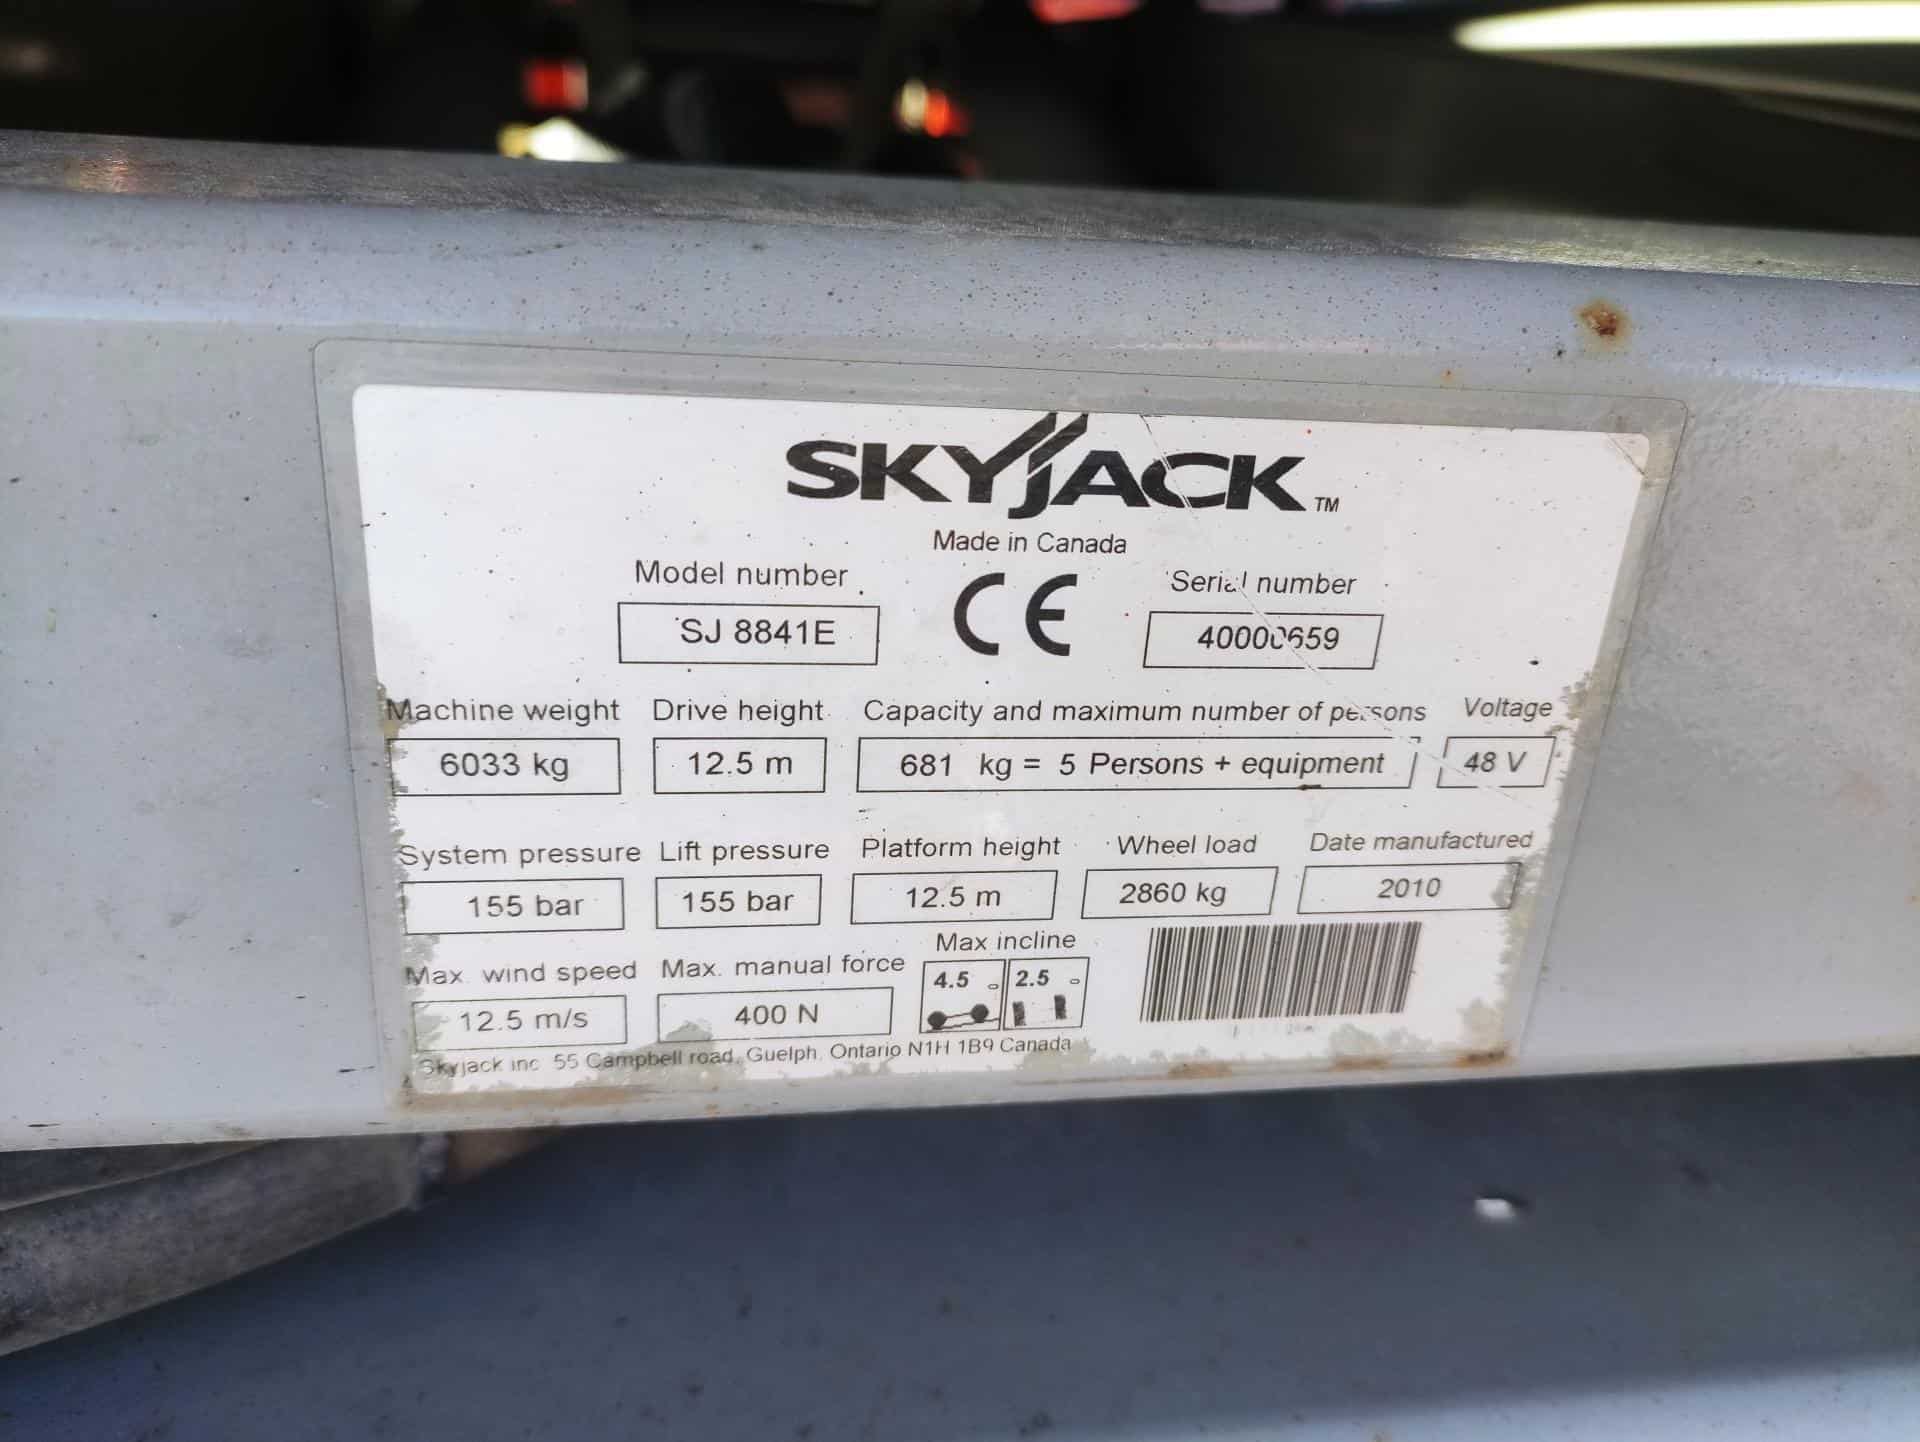 SKYJACK™
Made in Canada
Model number
SJ 8841E
CE
Serial number
40000659
Machine weight Drive height Capacity and maximum number of persons Voltage
6033 kg 12.5 m 681 kg = 5 Persons + equipment 48 V
System pressure Lift pressure Platform height Wheel load Date manufactured
155 bar 155 bar 12.5 m 2860 kg 2010
Max. wind speed Max. manual force Max incline
12.5 m/s 400 N 4.5 ° 2.5 °
Skyjack inc 55 Campbell road, Guelph, Ontario N1H 1B9 Canada